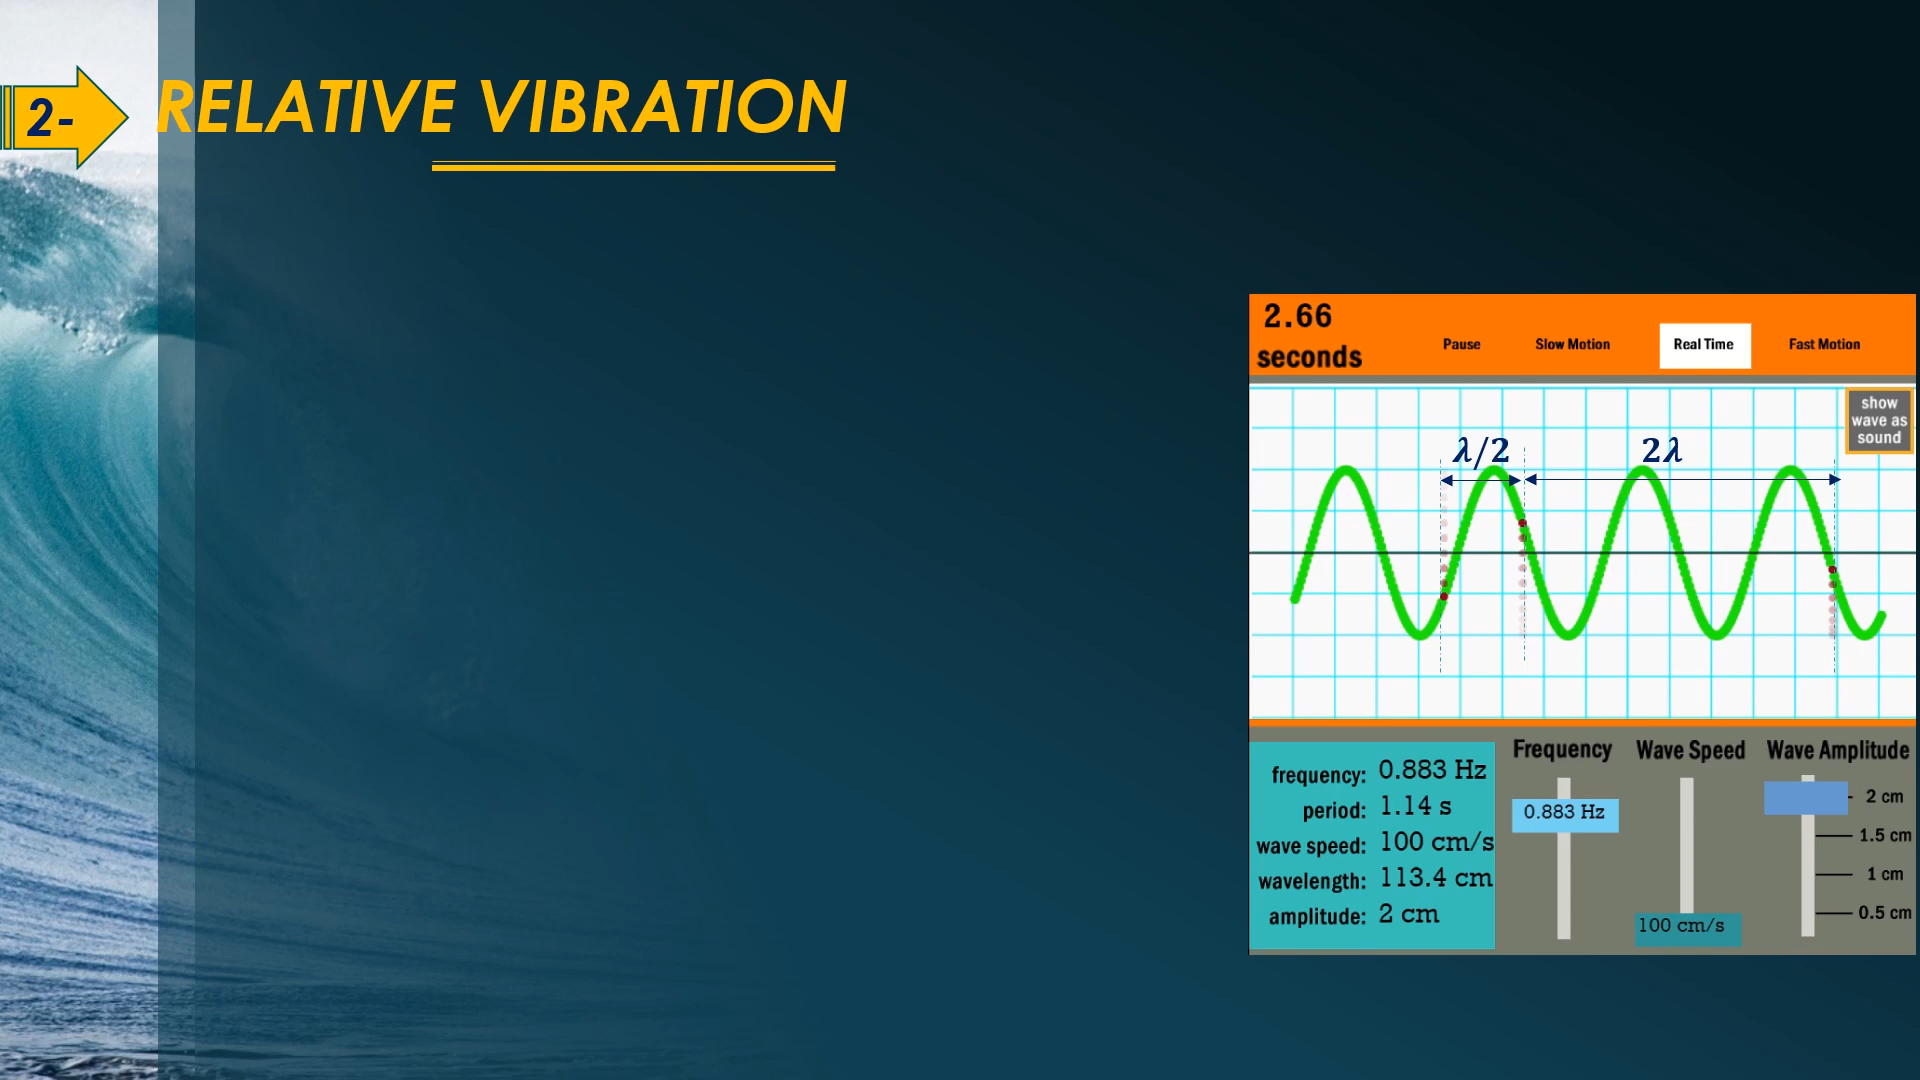 2-
RELATIVE VIBRATION
2.66
seconds
Pause
Slow Motion
Real Time
Fast Motion
show
wave as
sound
λ/2
2λ
frequency: 0.883 Hz
period: 1.14 s
wave speed: 100 cm/s
wavelength: 113.4 cm
amplitude: 2 cm
Frequency
0.883 Hz
Wave Speed
100 cm/s
Wave Amplitude
2 cm
1.5 cm
1 cm
0.5 cm